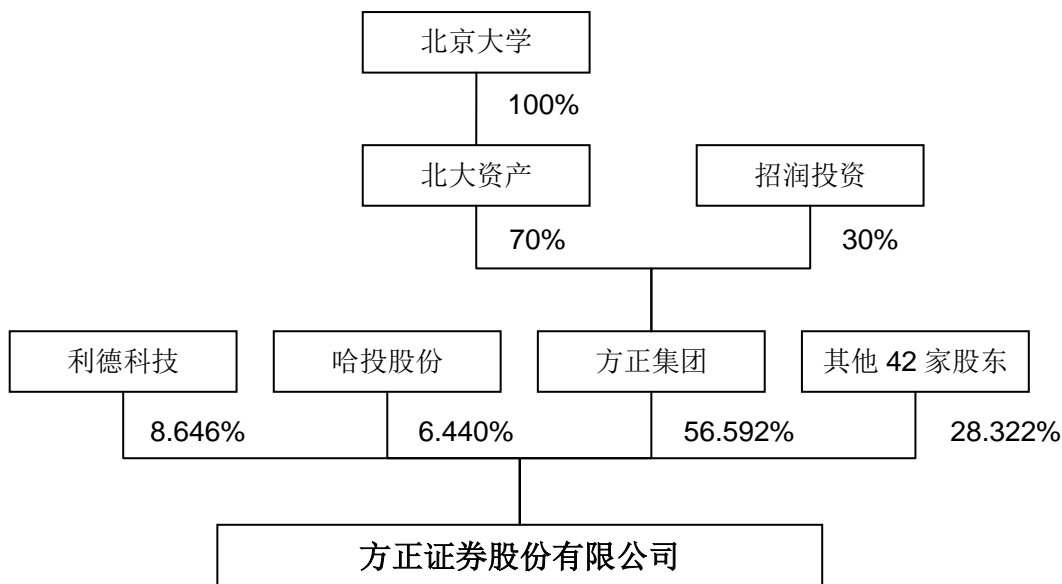 北京大学
100%
北大资产
招润投资
70%
30%
利德科技
哈投股份
方正集团
其他 42 家股东
8.646%
6.440%
56.592%
28.322%
方正证券股份有限公司